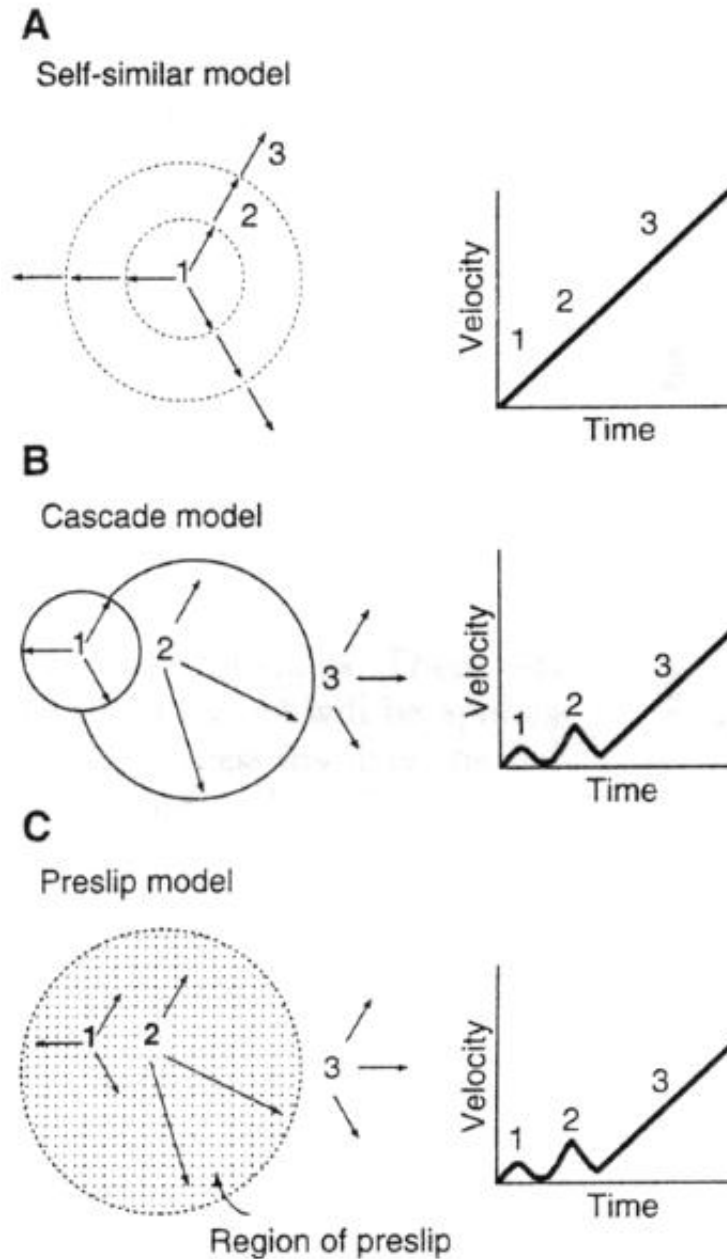 A
Self-similar model
3
2
1
Velocity
1
2
3
Time
B
Cascade model
1
2
3
Velocity
1
2
3
Time
C
Preslip model
1
2
3
Region of preslip
Velocity
1
2
3
Time